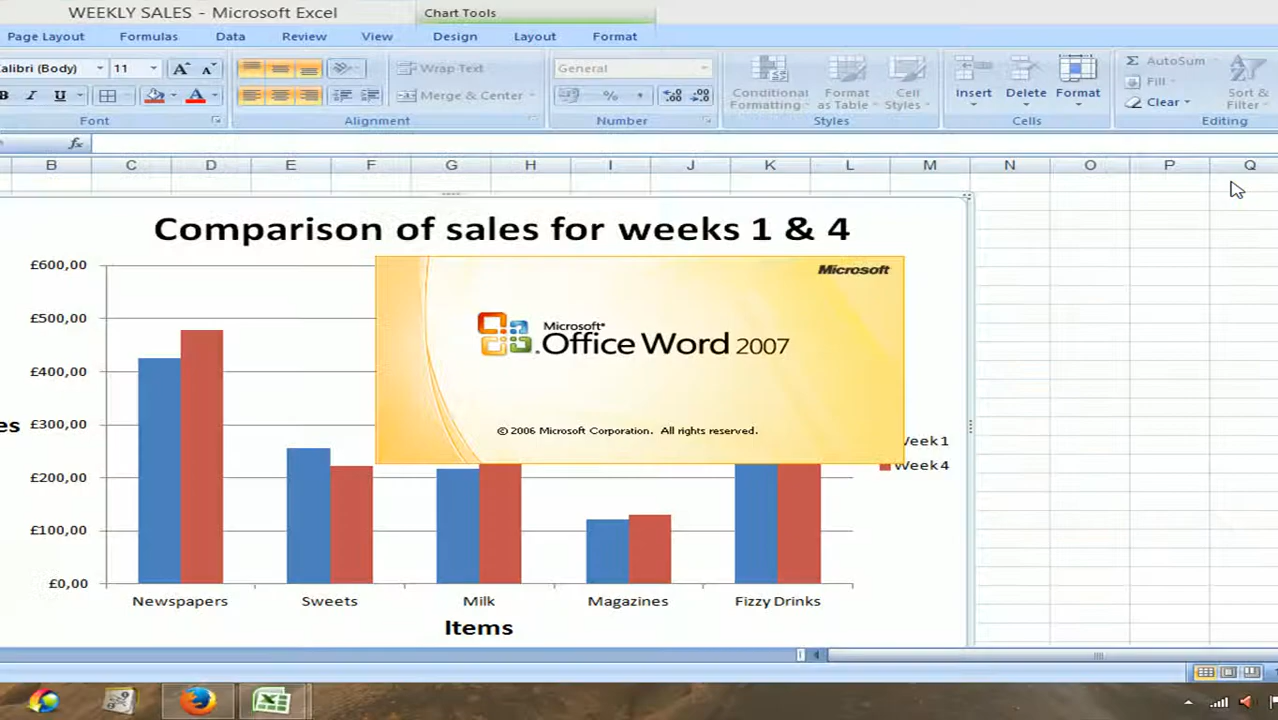 WEEKLY SALES - Microsoft Excel
Chart Tools
Page Layout Formulas Data Review View Design Layout Format
alibri (Body) 11 A A Wrap Text General Conditional Formatting Format as Table Cell Styles Insert Delete Format Σ AutoSum Fill Clear Sort & Filter
B I U A Merge & Center % ,
Font Alignment Number Styles Cells Editing
fx
B C D E F G H I J K L M N O P Q
Comparison of sales for weeks 1 & 4
£600,00
£500,00
£400,00
£300,00
£200,00
£100,00
£0,00
es
Microsoft
Microsoft
Office Word 2007
© 2006 Microsoft Corporation. All rights reserved.
Week 1
Week 4
Newspapers Sweets Milk Magazines Fizzy Drinks
Items